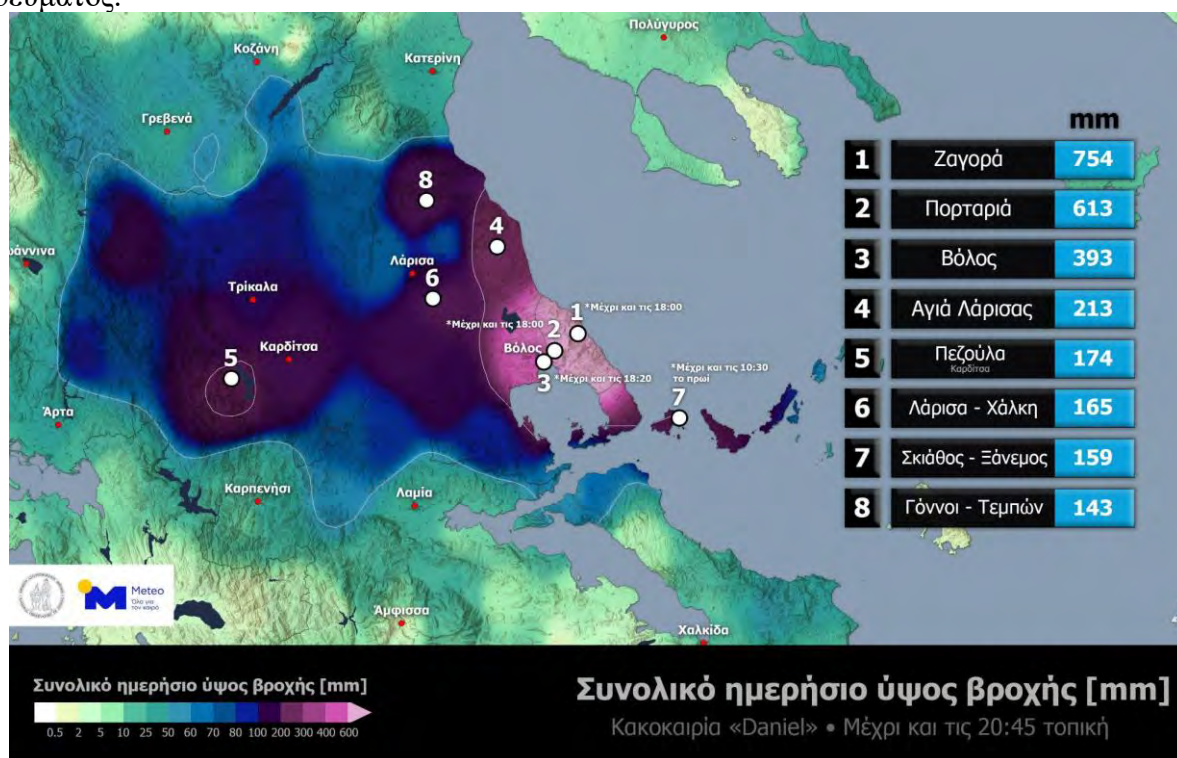 Πολύγυρος
Κοζάνη
Κατερίνη
Γρεβενά
8
4
Λάρισα
6
Τρίκαλα
*Μέχρι και τις 18:00
1 *Μέχρι και τις 18:00
2
Βόλος
Καρδίτσα
5
3 *Μέχρι και τις 18:20
*Μέχρι και τις 10:30
το πρωί
7
Άρτα
Καρπενήσι
Λαμία
Άμφισσα
Χαλκίδα
mm
1 Ζαγορά 754
2 Πορταριά 613
3 Βόλος 393
4 Αγιά Λάρισας 213
5 Πεζούλα Καρδίτσα 174
6 Λάρισα - Χάλκη 165
7 Σκιάθος - Ξάνεμος 159
8 Γόννοι - Τεμπών 143
Meteo
Όλα για
τον καιρό
Συνολικό ημερήσιο ύψος βροχής [mm]
0.5 2 5 10 25 50 60 70 80 100 200 300 400 600
Συνολικό ημερήσιο ύψος βροχής [mm]
Κακοκαιρία «Daniel» • Μέχρι και τις 20:45 τοπική